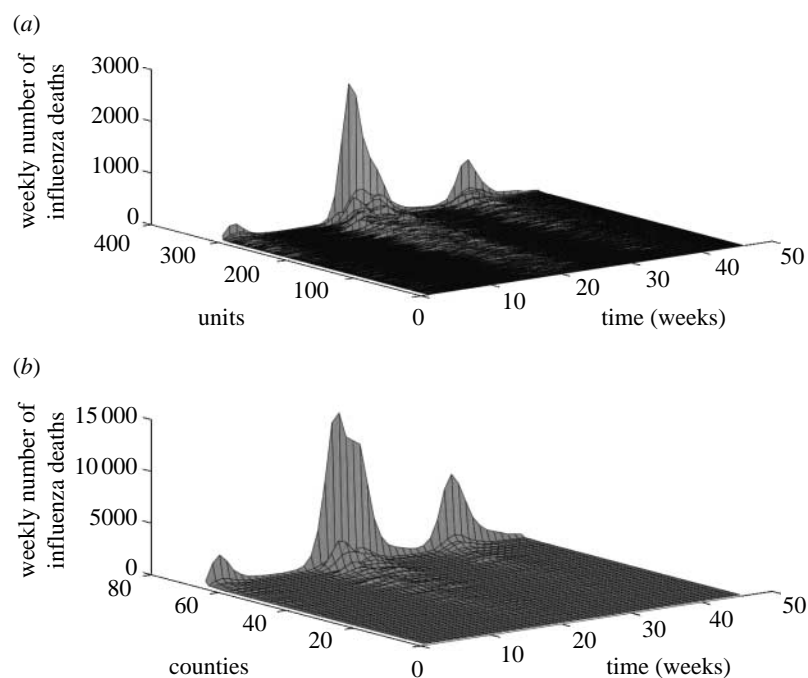 (a)
weekly number of
influenza deaths
3000
2000
1000
0
400
300
200
100
0
units
10
20
30
40
50
time (weeks)
(b)
weekly number of
influenza deaths
15 000
10 000
5000
0
80
60
40
20
0
counties
10
20
30
40
50
time (weeks)